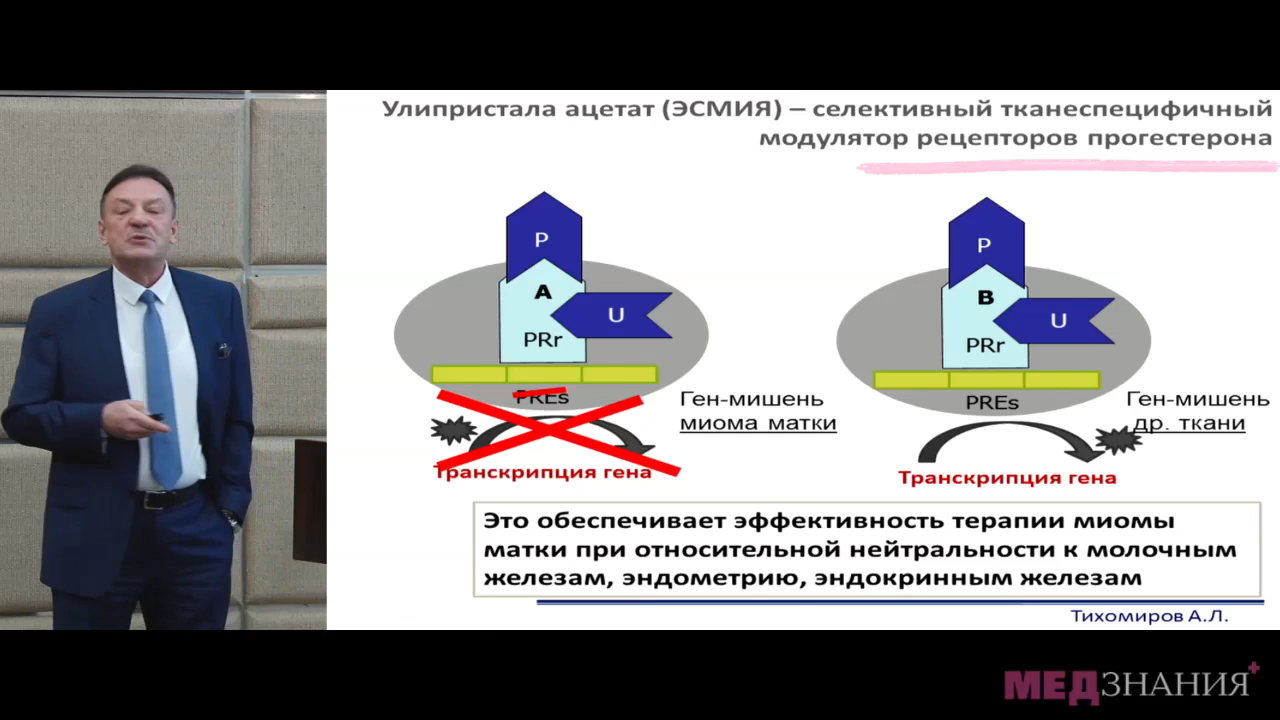 Улипристала ацетат (ЭСМИЯ) – селективный тканеспецифичный
модулятор рецепторов прогестерона
P
A
U
PRr
PREs
Ген-мишень
миома матки
Транскрипция гена
P
B
U
PRr
PREs
Ген-мишень
др. ткани
Транскрипция гена
Это обеспечивает эффективность терапии миомы
матки при относительной нейтральности к молочным
железам, эндометрию, эндокринным железам
Тихомиров А.Л.
МЕДЗНАНИЯ+